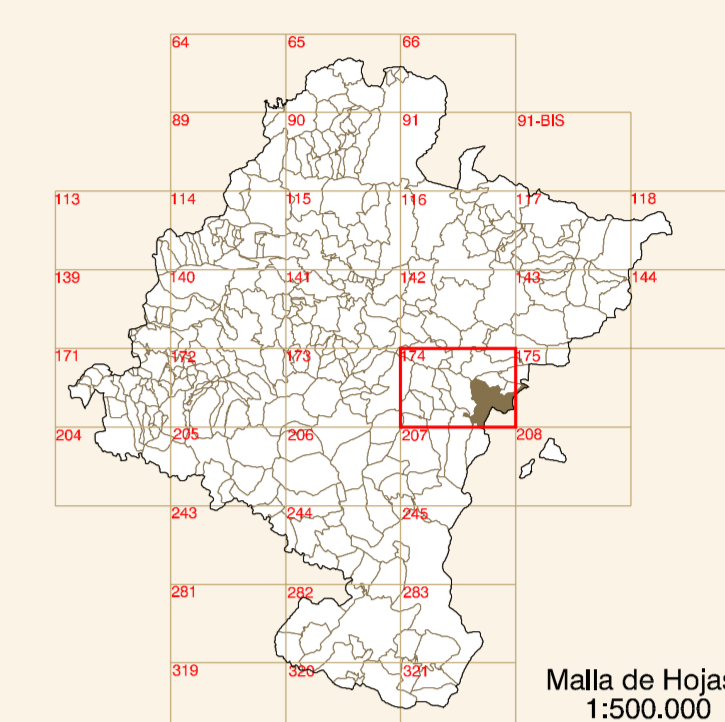 64 65 66
89 90 91 91-BIS
113 114 115 116 117 118
139 140 141 142 143 144
171 172 173 174 175
204 205 206 207 208
243 244 245
281 282 283
319 320 321
Malla de Hojas
1:500.000